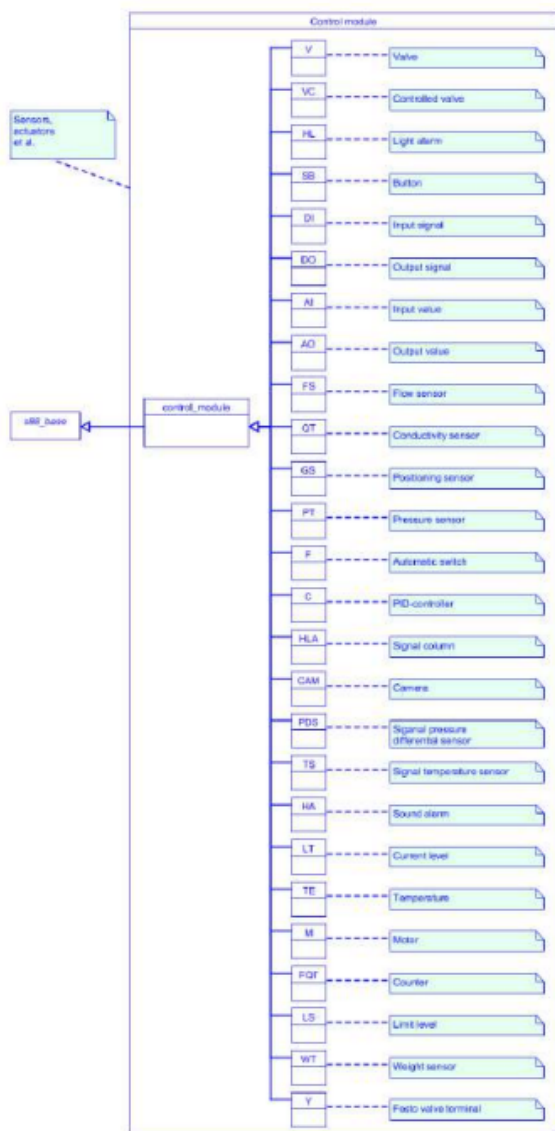 Control module
V
Valve
VC
Controlled valve
Sensors,
actuators
et al.
HL
Light alarm
SB
Button
DI
Input signal
DO
Output signal
AI
Input value
AO
Output value
FS
Flow sensor
s88_base
control_module
QT
Conductivity sensor
GS
Positioning sensor
PT
Pressure sensor
F
Automatic switch
C
PID-controller
HLA
Signal column
CAM
Camera
PDS
Siganal pressure
differential sensor
TS
Signal temperature sensor
HA
Sound alarm
LT
Current level
TE
Temperature
M
Motor
FQT
Counter
LS
Limit level
WT
Weight sensor
Y
Festo valve terminal